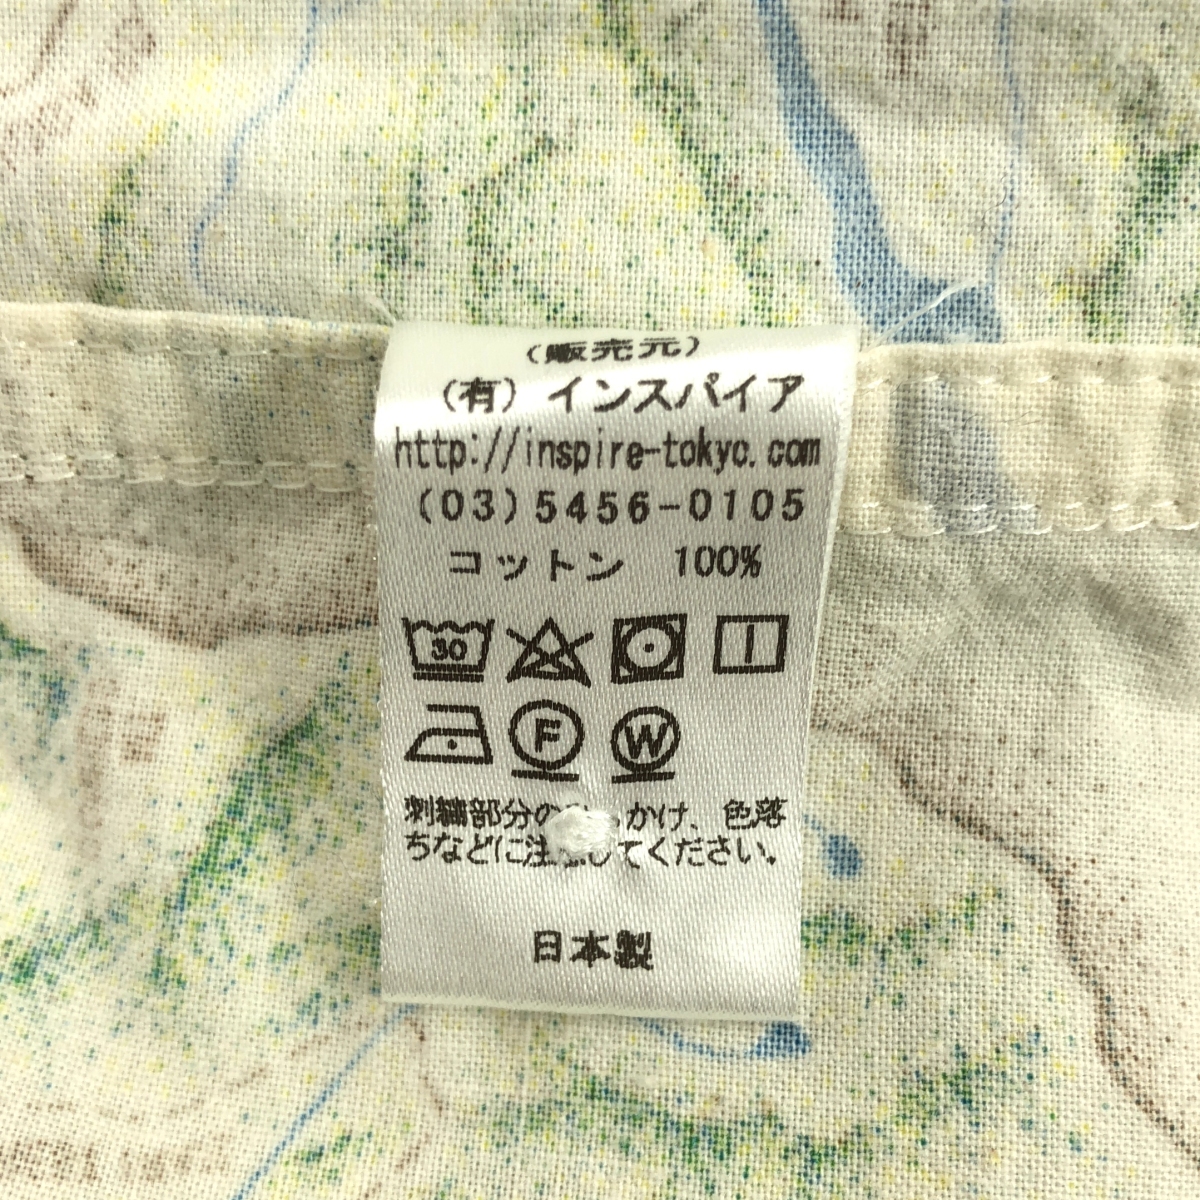 （販売元）
（有）インスパイア
http://inspire-tokyo.com
(03)5456-0105
コットン 100%
30
F W
刺繍部分の かけ、色落
ちなどに注 してください。
日本製